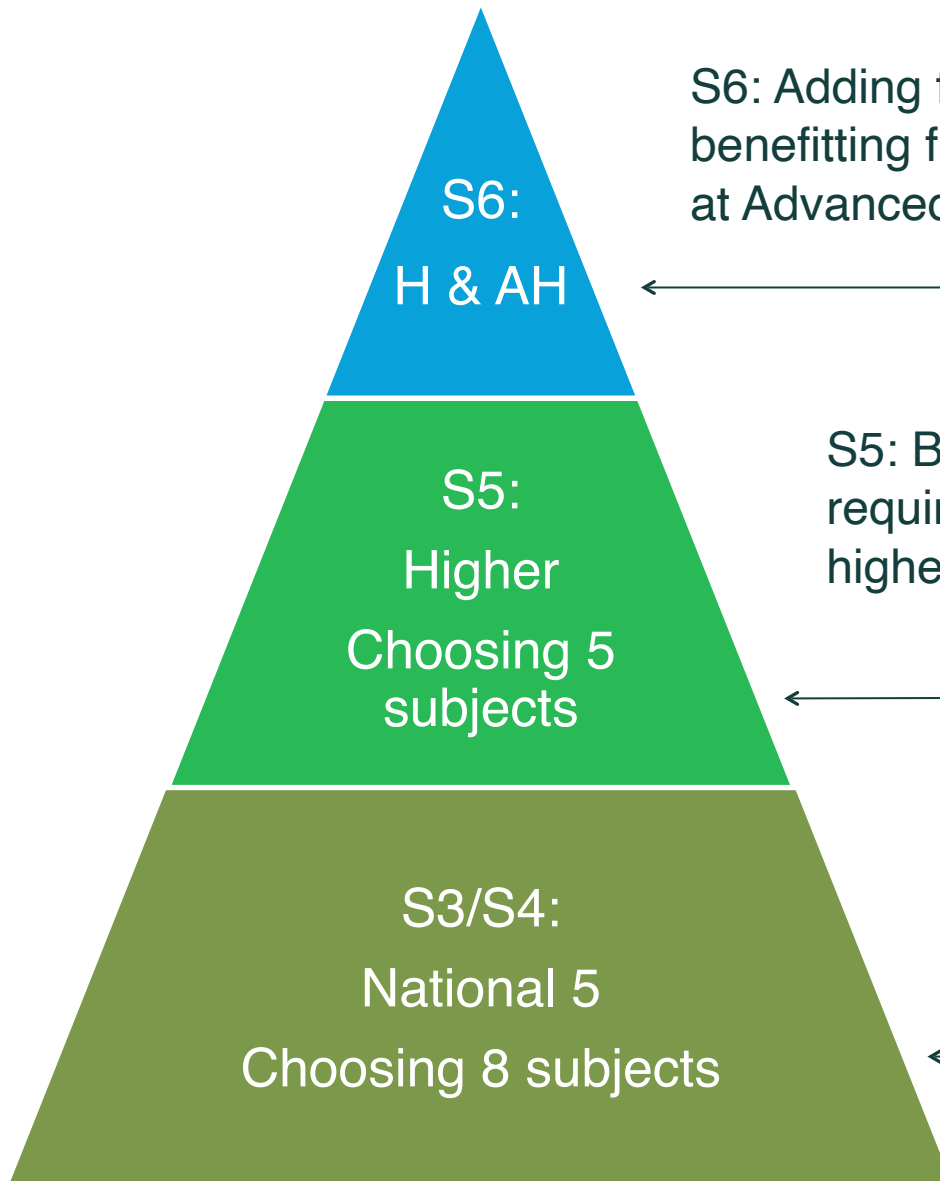 S6: Adding
benefitting
at Advanced
S6:
H & AH
S5:
S5:
Higher
Choosing 5
subjects
S3/S4:
National 5
Choosing 8 subjects